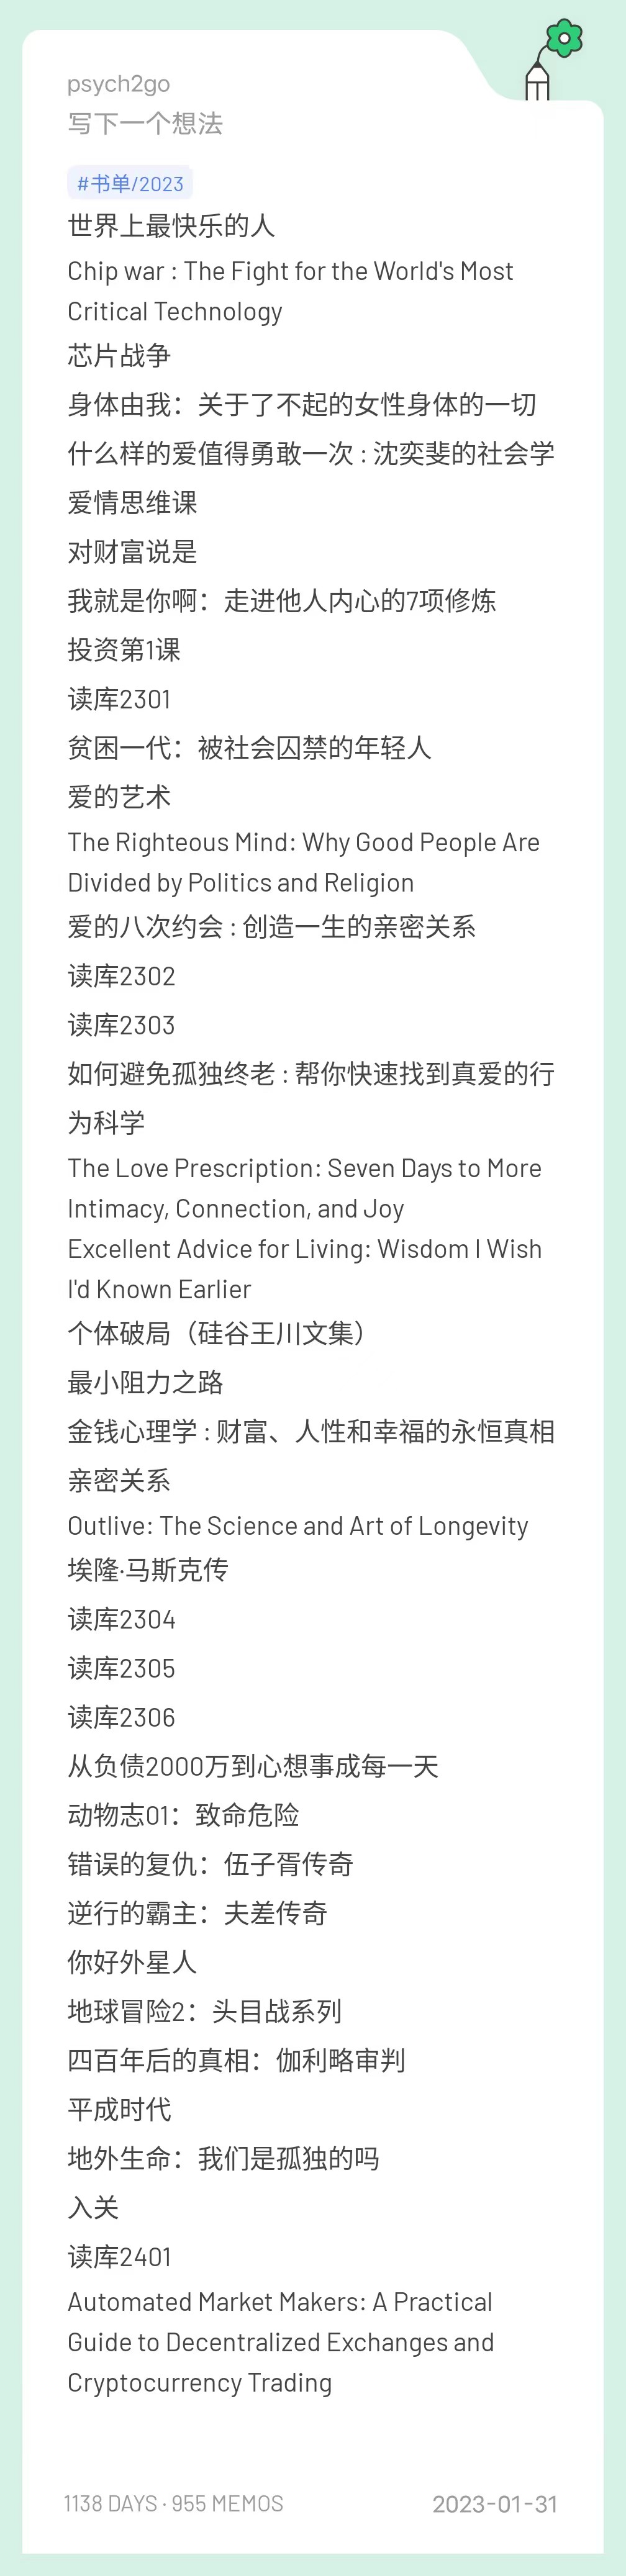 psych2go
写下一个想法
#书单/2023
世界上最快乐的人
Chip war : The Fight for the World's Most
Critical Technology
芯片战争
身体由我：关于了不起的女性身体的一切
什么样的爱值得勇敢一次 : 沈奕斐的社会学
爱情思维课
对财富说是
我就是你啊：走进他人内心的7项修炼
投资第1课
读库2301
贫困一代：被社会囚禁的年轻人
爱的艺术
The Righteous Mind: Why Good People Are
Divided by Politics and Religion
爱的八次约会 : 创造一生的亲密关系
读库2302
读库2303
如何避免孤独终老 : 帮你快速找到真爱的行
为科学
The Love Prescription: Seven Days to More
Intimacy, Connection, and Joy
Excellent Advice for Living: Wisdom I Wish
I'd Known Earlier
个体破局（硅谷王川文集）
最小阻力之路
金钱心理学 : 财富、人性和幸福的永恒真相
亲密关系
Outlive: The Science and Art of Longevity
埃隆·马斯克传
读库2304
读库2305
读库2306
从负债2000万到心想事成每一天
动物志01：致命危险
错误的复仇：伍子胥传奇
逆行的霸主：夫差传奇
你好外星人
地球冒险2：头目战系列
四百年后的真相：伽利略审判
平成时代
地外生命：我们是孤独的吗
入关
读库2401
Automated Market Makers: A Practical
Guide to Decentralized Exchanges and
Cryptocurrency Trading
1138 DAYS · 955 MEMOS
2023-01-31